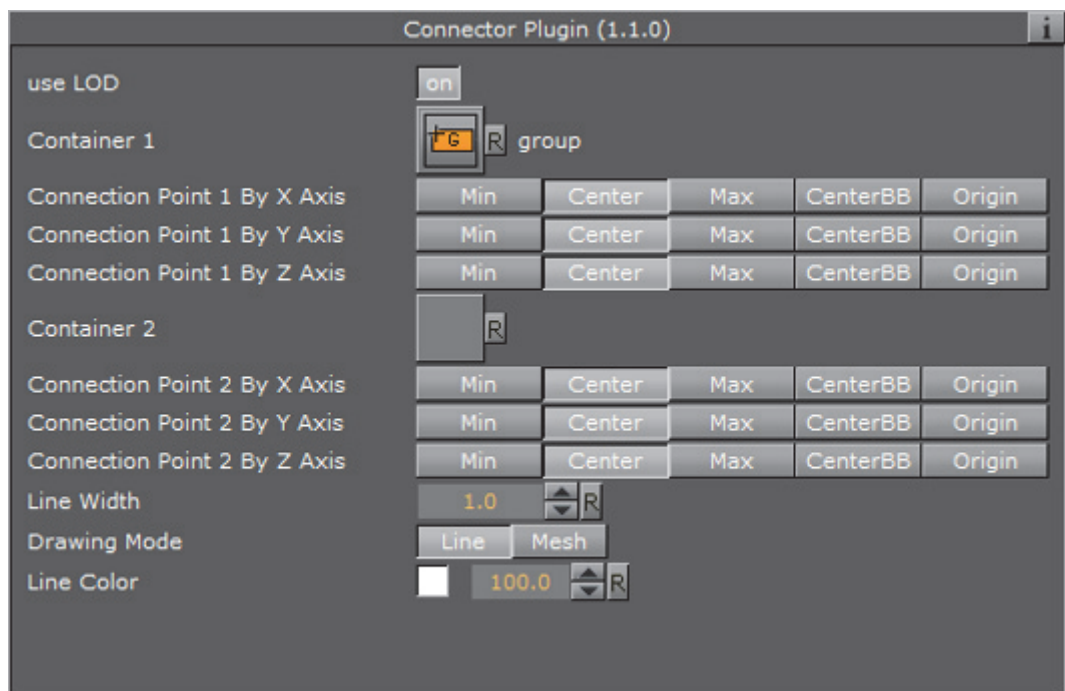 Connector Plugin (1.1.0) i
use LOD on
Container 1 G R group
Connection Point 1 By X Axis Min Center Max CenterBB Origin
Connection Point 1 By Y Axis Min Center Max CenterBB Origin
Connection Point 1 By Z Axis Min Center Max CenterBB Origin
Container 2 R
Connection Point 2 By X Axis Min Center Max CenterBB Origin
Connection Point 2 By Y Axis Min Center Max CenterBB Origin
Connection Point 2 By Z Axis Min Center Max CenterBB Origin
Line Width 1.0 R
Drawing Mode Line Mesh
Line Color 100.0 R